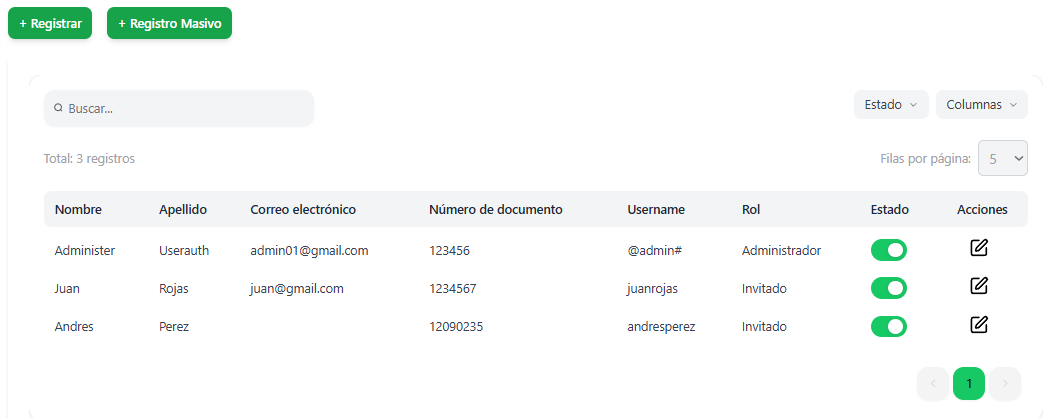 + Registrar + Registro Masivo
Buscar... Estado Columnas
Total: 3 registros Filas por página: 5
Nombre Apellido Correo electrónico Número de documento Username Rol Estado Acciones
Administer Userauth admin01@gmail.com 123456 @admin# Administrador
Juan Rojas juan@gmail.com 1234567 juanrojas Invitado
Andres Perez 12090235 andresperez Invitado
1